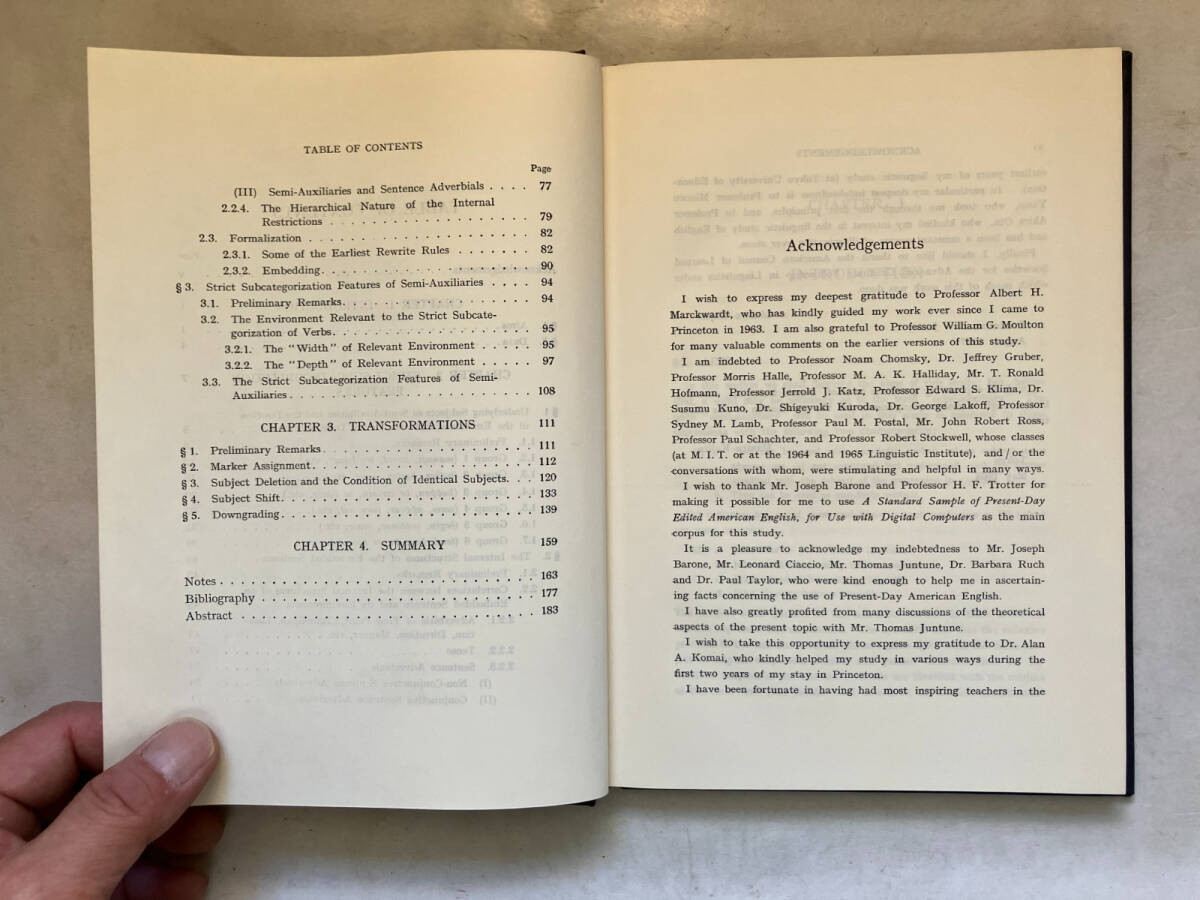 TABLE OF CONTENTS
Page
(III) Semi-Auxiliaries and Sentence Adverbials . . . . 77
2.2.4. The Hierarchical Nature of the Internal
Restrictions . . . . . . . . . . . . . . . . . . 79
2.3. Formalization . . . . . . . . . . . . . . . . . . . . 82
2.3.1. Some of the Earliest Rewrite Rules . . . . . . . 82
2.3.2. Embedding. . . . . . . . . . . . . . . . . . . 90
§ 3. Strict Subcategorization Features of Semi-Auxiliaries . . . . 94
3.1. Preliminary Remarks. . . . . . . . . . . . . . . . . 94
3.2. The Environment Relevant to the Strict Subcate-
gorization of Verbs. . . . . . . . . . . . . . . . . . 95
3.2.1. The "Width" of Relevant Environment . . . . . 95
3.2.2. The "Depth" of Relevant Environment . . . . . 97
3.3. The Strict Subcategorization Features of Semi-
Auxiliaries. . . . . . . . . . . . . . . . . . . . . . 108
CHAPTER 3. TRANSFORMATIONS 111
§ 1. Preliminary Remarks. . . . . . . . . . . . . . . . . . . 111
§ 2. Marker Assignment. . . . . . . . . . . . . . . . . . . . 112
§ 3. Subject Deletion and the Condition of Identical Subjects. . . 120
§ 4. Subject Shift. . . . . . . . . . . . . . . . . . . . . . . 133
§ 5. Downgrading. . . . . . . . . . . . . . . . . . . . . . . 139
CHAPTER 4. SUMMARY 159
Notes . . . . . . . . . . . . . . . . . . . . . . . . . . . 163
Bibliography . . . . . . . . . . . . . . . . . . . . . . . . 177
Abstract . . . . . . . . . . . . . . . . . . . . . . . . . . 183
Acknowledgements
I wish to express my deepest gratitude to Professor Albert H.
Marckwardt, who has kindly guided my work ever since I came to
Princeton in 1963. I am also grateful to Professor William G. Moulton
for many valuable comments on the earlier versions of this study.
I am indebted to Professor Noam Chomsky, Dr. Jeffrey Gruber,
Professor Morris Halle, Professor M. A. K. Halliday, Mr. T. Ronald
Hofmann, Professor Jerrold J. Katz, Professor Edward S. Klima, Dr.
Susumu Kuno, Dr. Shigeyuki Kuroda, Dr. George Lakoff, Professor
Sydney M. Lamb, Professor Paul M. Postal, Mr. John Robert Ross,
Professor Paul Schachter, and Professor Robert Stockwell, whose classes
(at M. I. T. or at the 1964 and 1965 Linguistic Institute), and/or the
conversations with whom, were stimulating and helpful in many ways.
I wish to thank Mr. Joseph Barone and Professor H. F. Trotter for
making it possible for me to use A Standard Sample of Present-Day
Edited American English, for Use with Digital Computers as the main
corpus for this study.
It is a pleasure to acknowledge my indebtedness to Mr. Joseph
Barone, Mr. Leonard Ciaccio, Mr. Thomas Juntune, Dr. Barbara Ruch
and Dr. Paul Taylor, who were kind enough to help me in ascertain-
ing facts concerning the use of Present-Day American English.
I have also greatly profited from many discussions of the theoretical
aspects of the present topic with Mr. Thomas Juntune.
I wish to take this opportunity to express my gratitude to Dr. Alan
A. Komai, who kindly helped my study in various ways during the
first two years of my stay in Princeton.
I have been fortunate in having had most inspiring teachers in the